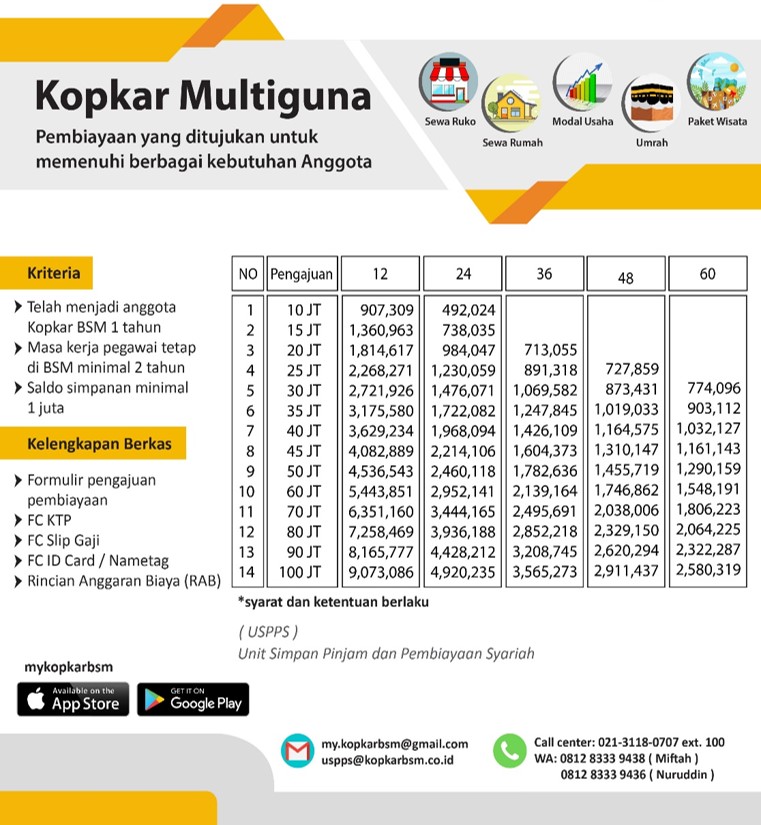 Kopkar Multiguna
Pembiayaan yang ditujukan untuk
memenuhi berbagai kebutuhan Anggota
Sewa Ruko
Sewa Rumah
Modal Usaha
Umrah
Paket Wisata
Kriteria
Telah menjadi anggota
Kopkar BSM 1 tahun
Masa kerja pegawai tetap
di BSM minimal 2 tahun
Saldo simpanan minimal
1 juta
Kelengkapan Berkas
Formulir pengajuan
pembiayaan
FC KTP
FC Slip Gaji
FC ID Card / Nametag
Rincian Anggaran Biaya (RAB)
NO Pengajuan 12 24 36 48 60
1 10 JT 907,309 492,024
2 15 JT 1,360,963 738,035
3 20 JT 1,814,617 984,047 713,055
4 25 JT 2,268,271 1,230,059 891,318 727,859
5 30 JT 2,721,926 1,476,071 1,069,582 873,431 774,096
6 35 JT 3,175,580 1,722,082 1,247,845 1,019,033 903,112
7 40 JT 3,629,234 1,968,094 1,426,109 1,164,575 1,032,127
8 45 JT 4,082,889 2,214,106 1,604,373 1,310,147 1,161,143
9 50 JT 4,536,543 2,460,118 1,782,636 1,455,719 1,290,159
10 60 JT 5,443,851 2,952,141 2,139,164 1,746,862 1,548,191
11 70 JT 6,351,160 3,444,165 2,495,691 2,038,006 1,806,223
12 80 JT 7,258,469 3,936,188 2,852,218 2,329,150 2,064,225
13 90 JT 8,165,777 4,428,212 3,208,745 2,620,294 2,322,287
14 100 JT 9,073,086 4,920,235 3,565,273 2,911,437 2,580,319
*syarat dan ketentuan berlaku
( USPPS )
Unit Simpan Pinjam dan Pembiayaan Syariah
mykopkarbsm
Available on the
App Store
GET IT ON
Google Play
my.kopkarbsm@gmail.com
uspps@kopkarbsm.co.id
Call center: 021-3118-0707 ext. 100
WA: 0812 8333 9438 ( Miftah )
0812 8333 9436 ( Nuruddin )